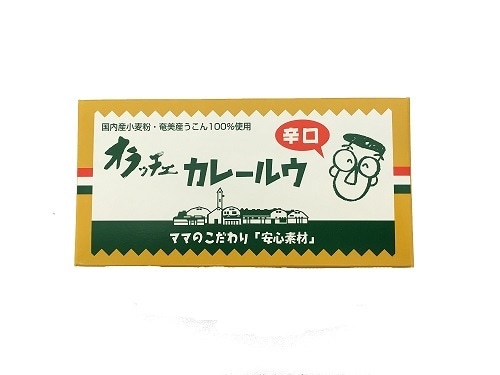 国内産小麦粉・奄美産うこん100%使用
辛口
オラッチェ カレールウ
ママのこだわり「安心素材」